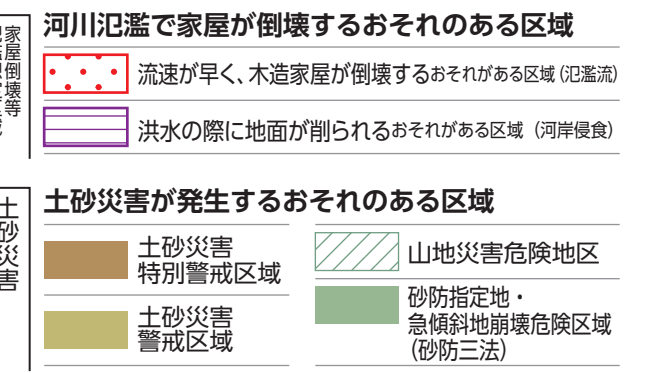 河川氾濫で家屋が倒壊するおそれのある区域
家屋倒壊等
流速が早く、木造家屋が倒壊するおそれがある区域（氾濫流）
洪水の際に地面が削られるおそれがある区域（河岸侵食）
土砂災害
土砂災害が発生するおそれのある区域
土砂災害
特別警戒区域
山地災害危険地区
土砂災害
警戒区域
砂防指定地・
急傾斜地崩壊危険区域
（砂防三法）